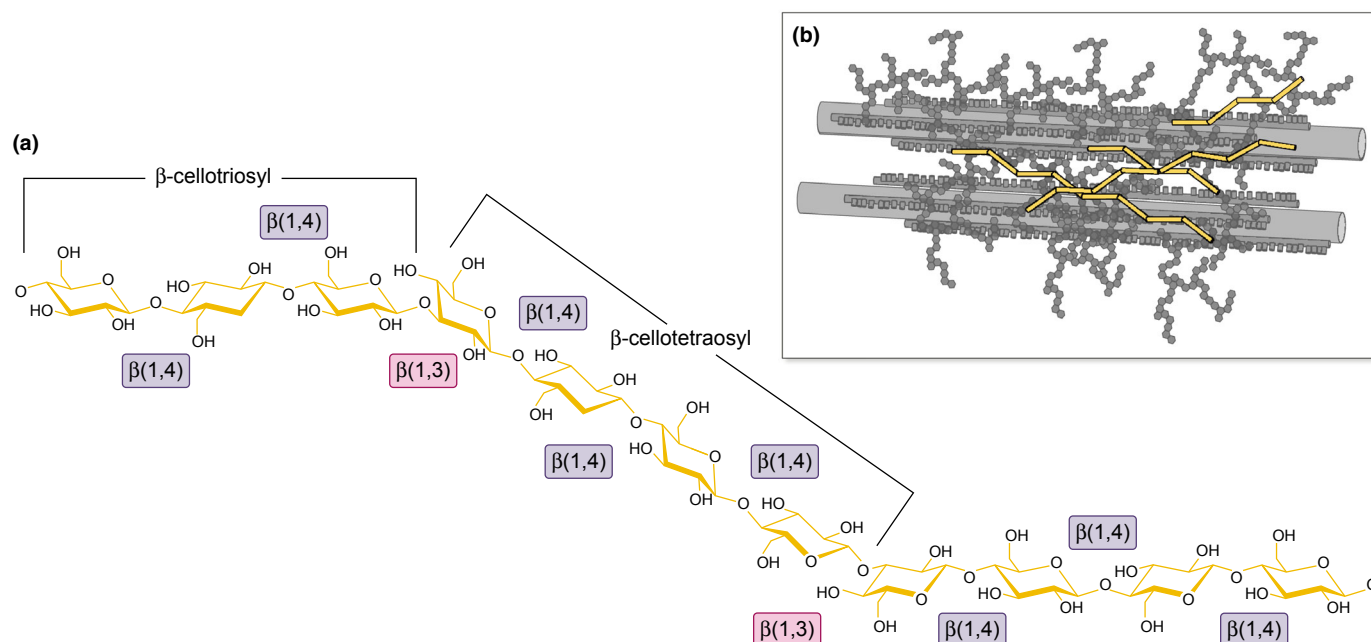 (b)
(a)
β-cellotriosyl
β(1,4)
OH
OH
OH
HO
OH
O
O
HO
O
O
O
O
O
O
HO
OH
HO
OH
OH
OH
β(1,4)
β(1,3)
β(1,4)
β-cellotetraosyl
HO
O
OH
OH
OH
O
β(1,4)
β(1,4)
HO
O
OH
O
HO
OH
OH
O
O
β(1,4)
OH
OH
HO
OH
OH
O
O
O
O
O
HO
O
HO
OH
OH
O
HO
OH
O
OH
OH
β(1,3)
β(1,4)
β(1,4)